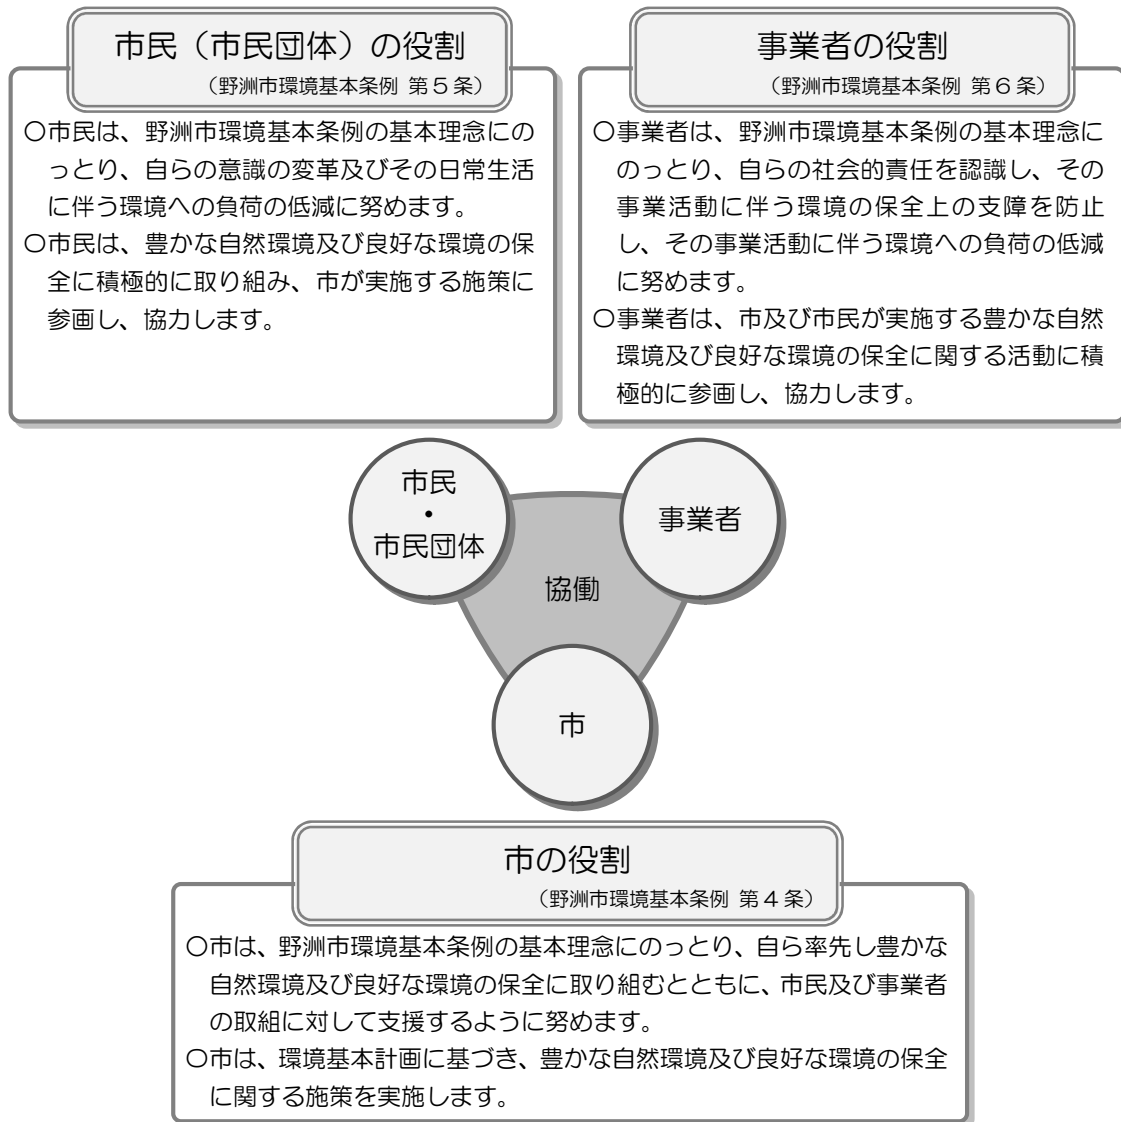 市民（市民団体）の役割
（野洲市環境基本条例 第５条）
〇市民は、野洲市環境基本条例の基本理念にの
っとり、自らの意識の変革及びその日常生活
に伴う環境への負荷の低減に努めます。
〇市民は、豊かな自然環境及び良好な環境の保
全に積極的に取り組み、市が実施する施策に
参画し、協力します。
事業者の役割
（野洲市環境基本条例 第６条）
〇事業者は、野洲市環境基本条例の基本理念に
のっとり、自らの社会的責任を認識し、その
事業活動に伴う環境の保全上の支障を防止
し、その事業活動に伴う環境への負荷の低減
に努めます。
〇事業者は、市及び市民が実施する豊かな自然
環境及び良好な環境の保全に関する活動に積
極的に参画し、協力します。
市民
・
市民団体
事業者
協働
市
市の役割
（野洲市環境基本条例 第４条）
〇市は、野洲市環境基本条例の基本理念にのっとり、自ら率先し豊かな
自然環境及び良好な環境の保全に取り組むとともに、市民及び事業者
の取組に対して支援するように努めます。
〇市は、環境基本計画に基づき、豊かな自然環境及び良好な環境の保全
に関する施策を実施します。